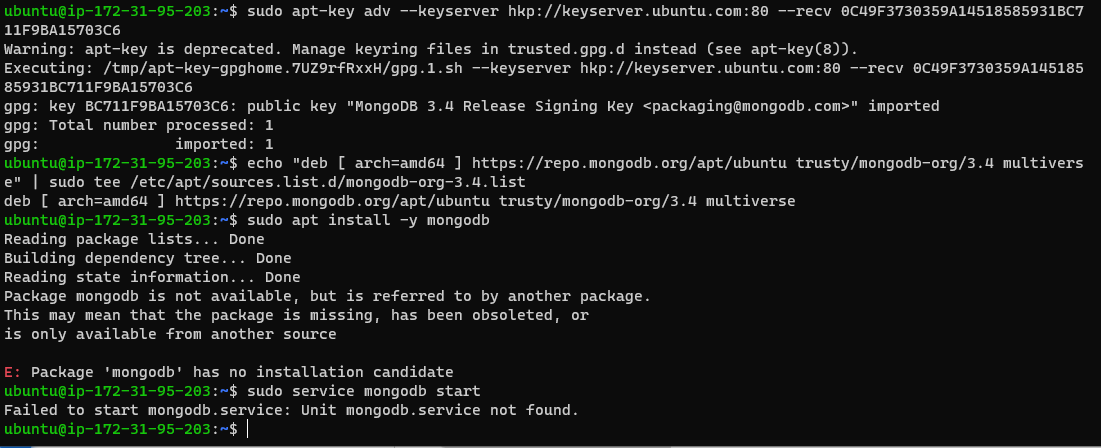 ubuntu@ip-172-31-95-203:~$ sudo apt-key adv --keyserver hkp://keyserver.ubuntu.com:80 --recv 0C49F3730359A14518585931BC7
11F9BA15703C6
Warning: apt-key is deprecated. Manage keyring files in trusted.gpg.d instead (see apt-key(8)).
Executing: /tmp/apt-key-gpghome.7UZ9rfRxxH/gpg.1.sh --keyserver hkp://keyserver.ubuntu.com:80 --recv 0C49F3730359A145185
85931BC711F9BA15703C6
gpg: key BC711F9BA15703C6: public key "MongoDB 3.4 Release Signing Key <packaging@mongodb.com>" imported
gpg: Total number processed: 1
gpg:               imported: 1
ubuntu@ip-172-31-95-203:~$ echo "deb [ arch=amd64 ] https://repo.mongodb.org/apt/ubuntu trusty/mongodb-org/3.4 multivers
e" | sudo tee /etc/apt/sources.list.d/mongodb-org-3.4.list
deb [ arch=amd64 ] https://repo.mongodb.org/apt/ubuntu trusty/mongodb-org/3.4 multiverse
ubuntu@ip-172-31-95-203:~$ sudo apt install -y mongodb
Reading package lists... Done
Building dependency tree... Done
Reading state information... Done
Package mongodb is not available, but is referred to by another package.
This may mean that the package is missing, has been obsoleted, or
is only available from another source
E: Package 'mongodb' has no installation candidate
ubuntu@ip-172-31-95-203:~$ sudo service mongodb start
Failed to start mongodb.service: Unit mongodb.service not found.
ubuntu@ip-172-31-95-203:~$